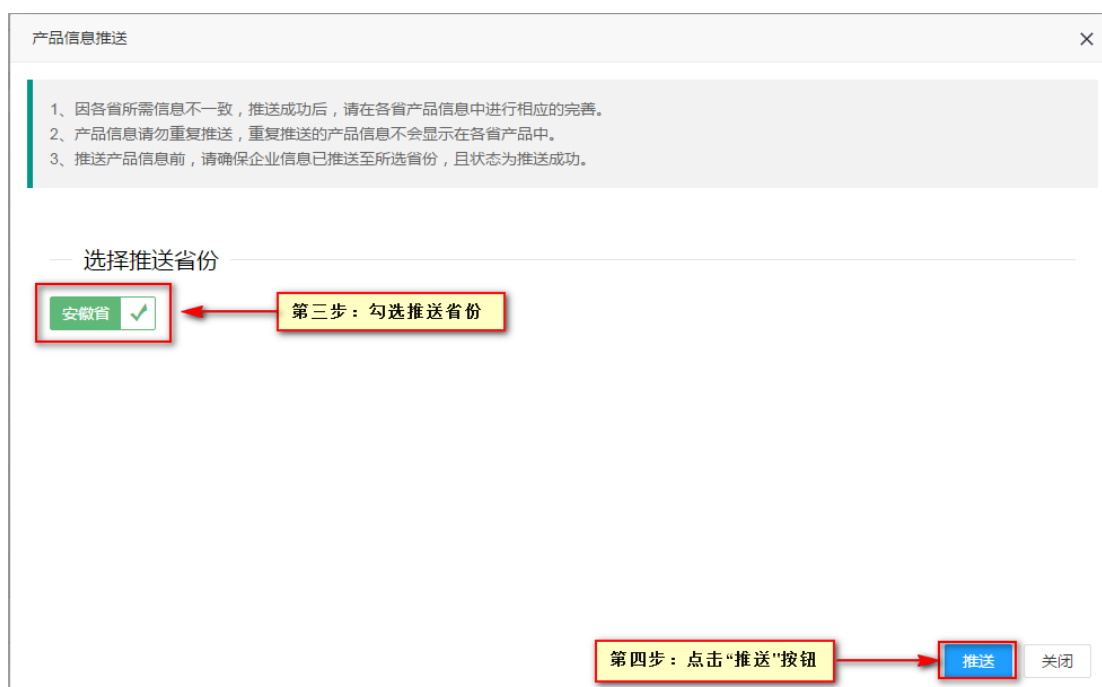 产品信息推送
1、因各省所需信息不一致，推送成功后，请在各省产品信息中进行相应的完善。
2、产品信息请勿重复推送，重复推送的产品信息不会显示在各省产品中。
3、推送产品信息前，请确保企业信息已推送至所选省份，且状态为推送成功。
选择推送省份
安徽省
第三步：勾选推送省份
第四步：点击“推送”按钮
推送
关闭